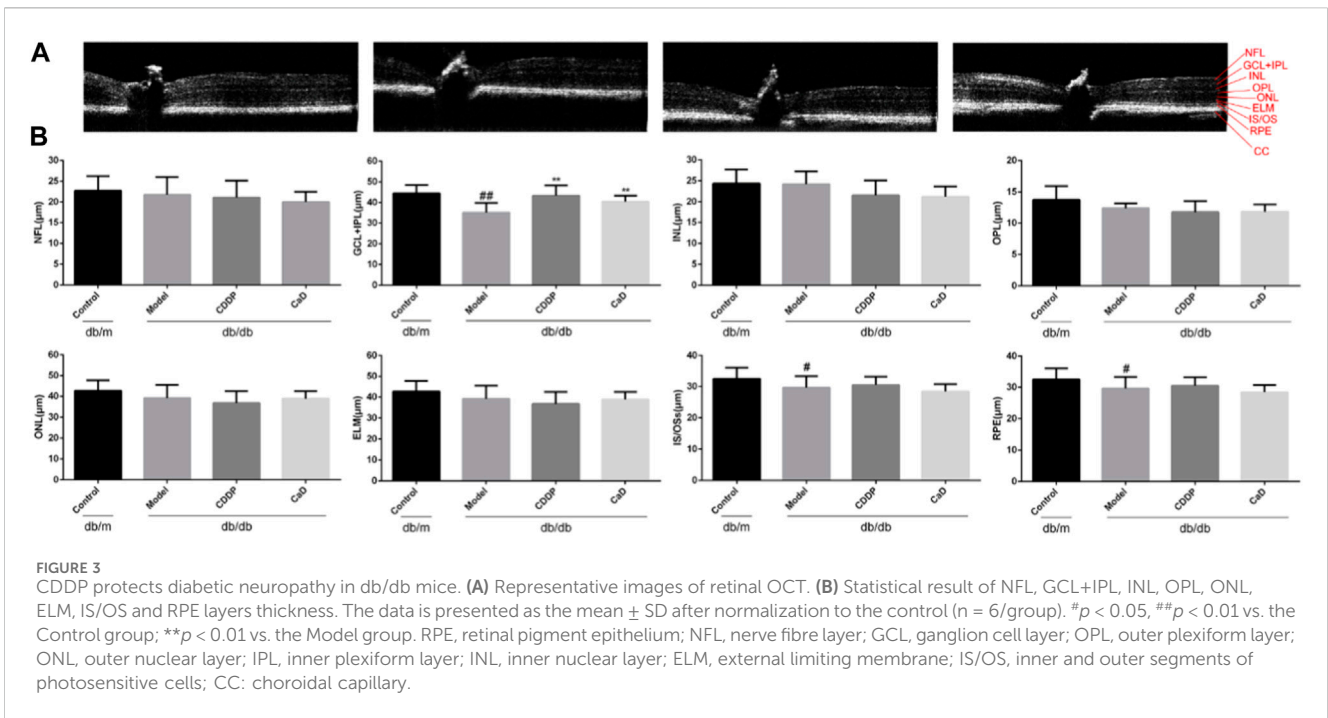 A
NFL
GCL+IPL
INL
OPL
ONL
ELM
IS/OS
RPE
CC
B
NFL(μm)
30
25
20
15
10
5
0
Control
Model
CDDP
CaD
db/m
db/db
GCL+IPL(μm)
60
50
40
30
20
10
0
##
**
**
Control
Model
CDDP
CaD
db/m
db/db
INL(μm)
30
25
20
15
10
5
0
Control
Model
CDDP
CaD
db/m
db/db
OPL(μm)
20
15
10
5
0
Control
Model
CDDP
CaD
db/m
db/db
ONL(μm)
60
50
40
30
20
10
0
Control
Model
CDDP
CaD
db/m
db/db
ELM(μm)
60
50
40
30
20
10
0
Control
Model
CDDP
CaD
db/m
db/db
IS/OSs(μm)
40
30
20
10
0
#
Control
Model
CDDP
CaD
db/m
db/db
RPE(μm)
40
30
20
10
0
#
Control
Model
CDDP
CaD
db/m
db/db
FIGURE 3
CDDP protects diabetic neuropathy in db/db mice. (A) Representative images of retinal OCT. (B) Statistical result of NFL, GCL+IPL, INL, OPL, ONL,
ELM, IS/OS and RPE layers thickness. The data is presented as the mean ± SD after normalization to the control (n = 6/group). #p < 0.05, ##p < 0.01 vs. the
Control group; **p < 0.01 vs. the Model group. RPE, retinal pigment epithelium; NFL, nerve fibre layer; GCL, ganglion cell layer; OPL, outer plexiform layer;
ONL, outer nuclear layer; IPL, inner plexiform layer; INL, inner nuclear layer; ELM, external limiting membrane; IS/OS, inner and outer segments of
photosensitive cells; CC: choroidal capillary.